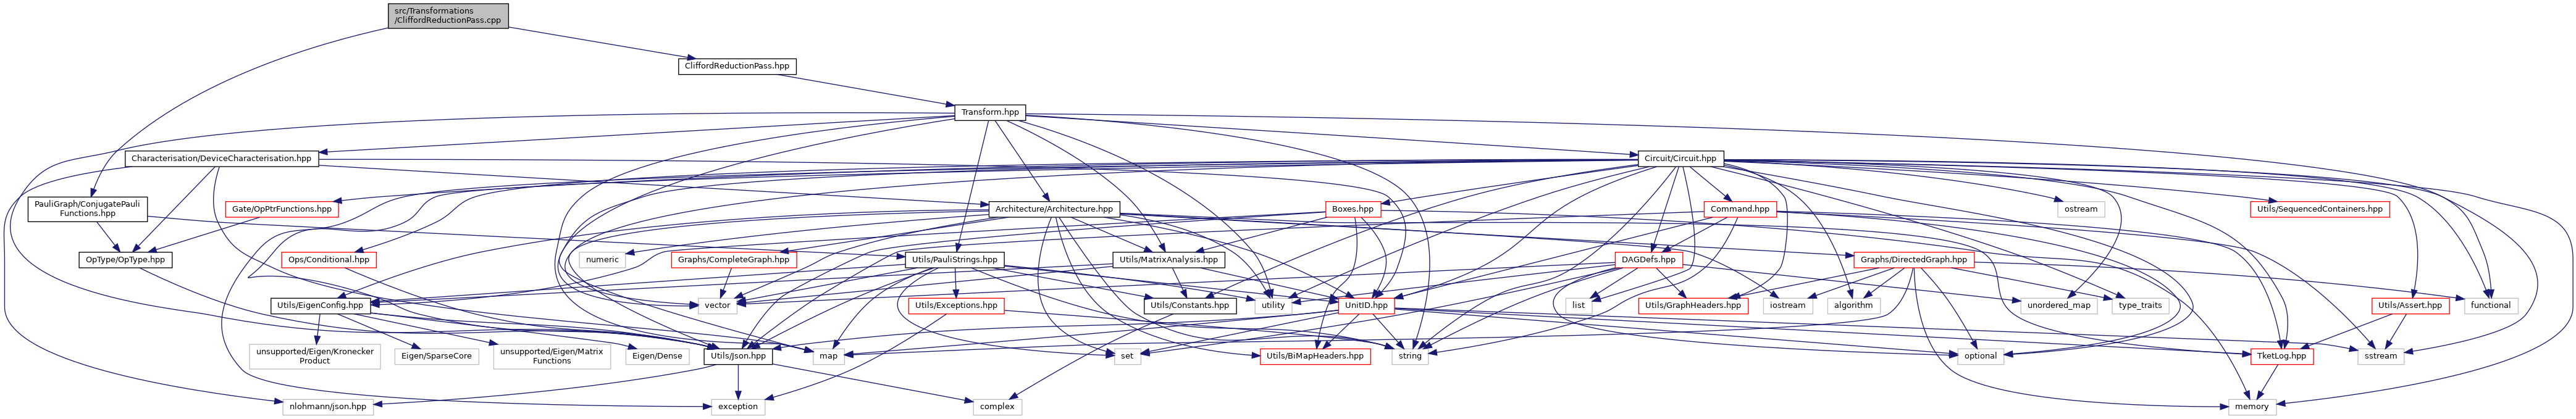 src/Transformations
/CliffordReductionPass.cpp
CliffordReductionPass.hpp
Transform.hpp
Characterisation/DeviceCharacterisation.hpp
Circuit/Circuit.hpp
PauliGraph/ConjugatePauli
Functions.hpp
Gate/OpPtrFunctions.hpp
Architecture/Architecture.hpp
Boxes.hpp
Command.hpp
ostream
Utils/SequencedContainers.hpp
OpType/OpType.hpp
Ops/Conditional.hpp
numeric
Graphs/CompleteGraph.hpp
Utils/PauliStrings.hpp
Utils/MatrixAnalysis.hpp
DAGDefs.hpp
Graphs/DirectedGraph.hpp
Utils/EigenConfig.hpp
vector
Utils/Exceptions.hpp
Utils/Constants.hpp
utility
UnitID.hpp
list
Utils/GraphHeaders.hpp
iostream
algorithm
unordered_map
type_traits
Utils/Assert.hpp
functional
unsupported/Eigen/Kronecker
Product
Eigen/SparseCore
unsupported/Eigen/Matrix
Functions
Eigen/Dense
Utils/Json.hpp
map
set
Utils/BiMapHeaders.hpp
string
optional
TketLog.hpp
sstream
nlohmann/json.hpp
exception
complex
memory